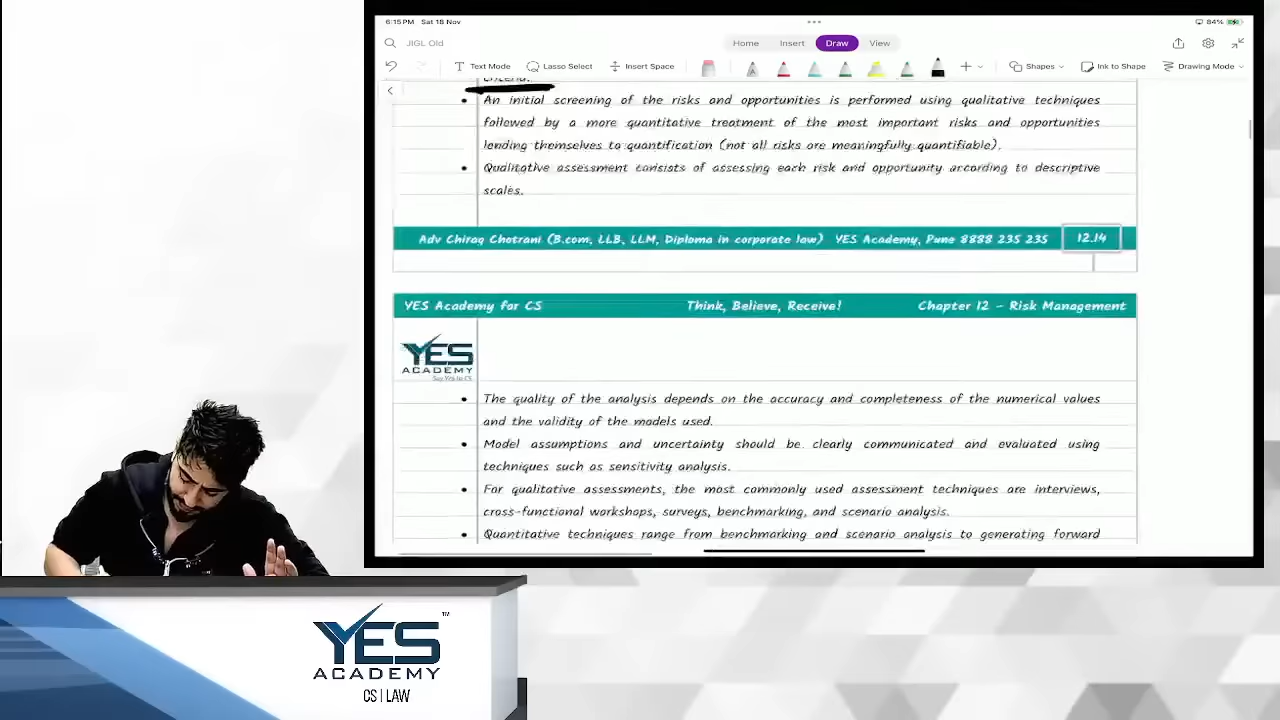 6:15PM Sat 18 Nov
84%
JIGL Old
Home Insert Draw View
Text Mode Lasso Select Insert Space Shapes Ink to Shape Drawing Mode
• An initial screening of the risks and opportunities is performed using qualitative techniques
followed by a more quantitative treatment of the most important risks and opportunities
lending themselves to quantification (not all risks are meaningfully quantifiable).
• Qualitative assessment consists of assessing each risk and opportunity according to descriptive
scales.
Adv Chirag Chotrani (B.com, LLB, LLM, Diploma in corporate law) YES Academy, Pune 8888 235 235 12.14
YES Academy for CS Think, Believe, Receive! Chapter 12 – Risk Management
YES
ACADEMY
Say Yes to CS
• The quality of the analysis depends on the accuracy and completeness of the numerical values
and the validity of the models used.
• Model assumptions and uncertainty should be clearly communicated and evaluated using
techniques such as sensitivity analysis.
• For qualitative assessments, the most commonly used assessment techniques are interviews,
cross-functional workshops, surveys, benchmarking, and scenario analysis.
• Quantitative techniques range from benchmarking and scenario analysis to generating forward
YES ™
ACADEMY
CS | LAW